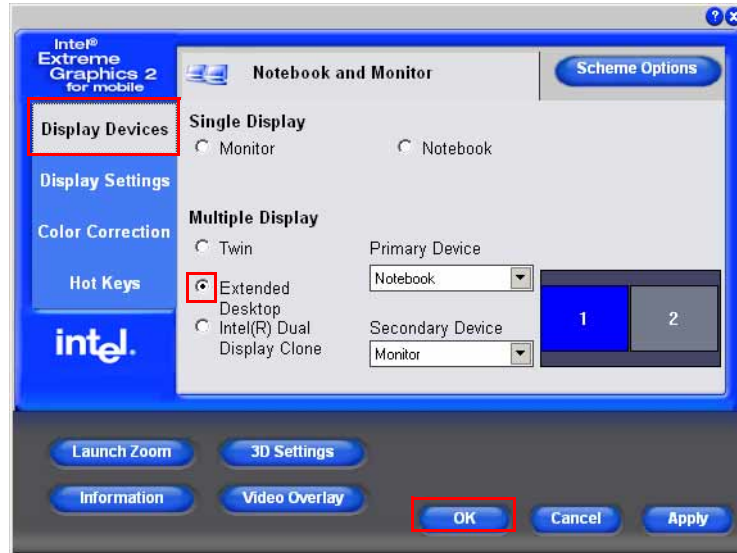 Intel®
Extreme
Graphics 2
for mobile
Notebook and Monitor
Scheme Options
Display Devices
Display Settings
Color Correction
Hot Keys
intel.
Single Display
Monitor
Notebook
Multiple Display
Twin
Extended
Desktop
Intel(R) Dual
Display Clone
Primary Device
Notebook
Secondary Device
Monitor
1
2
Launch Zoom
3D Settings
Information
Video Overlay
OK
Cancel
Apply